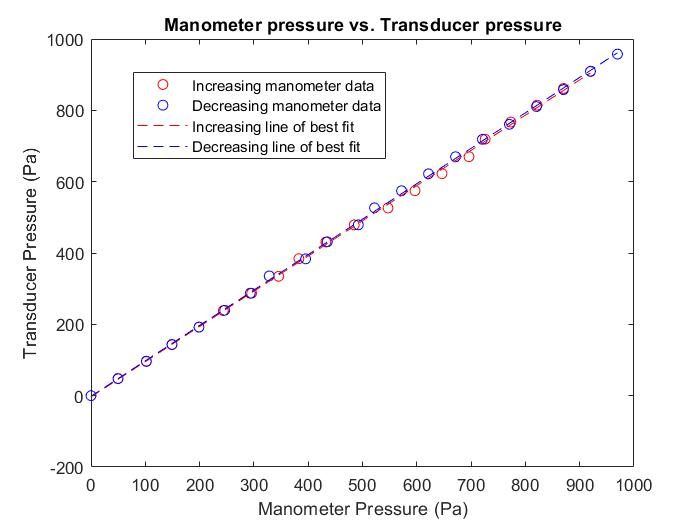 Manometer pressure vs. Transducer pressure
1000
800
600
400
200
0
-200
Transducer Pressure (Pa)
Increasing manometer data
Decreasing manometer data
Increasing line of best fit
Decreasing line of best fit
0 100 200 300 400 500 600 700 800 900 1000
Manometer Pressure (Pa)